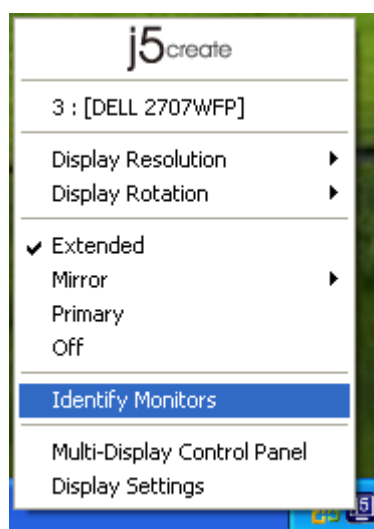 j5create
3 : [DELL 2707WFP]
Display Resolution
Display Rotation
Extended
Mirror
Primary
Off
Identify Monitors
Multi-Display Control Panel
Display Settings
j5